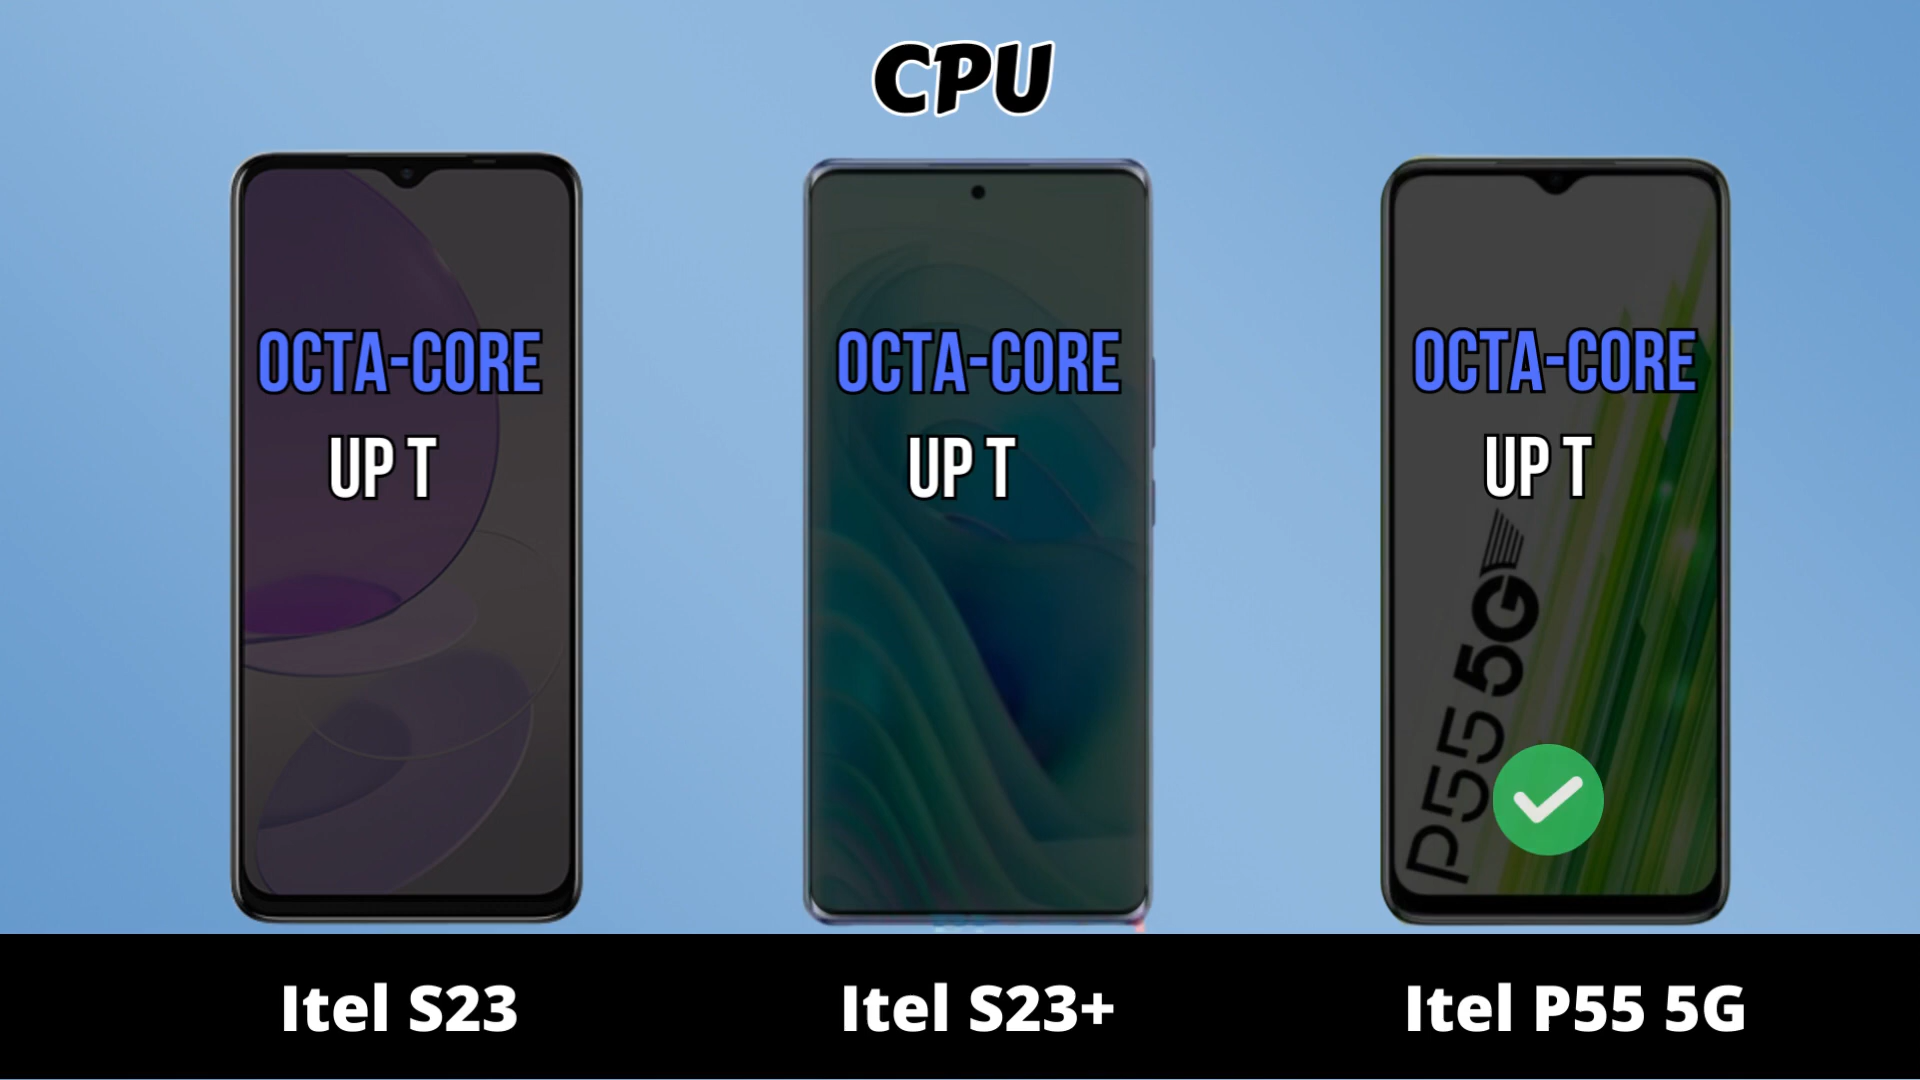 CPU
OCTA-CORE
UP T
OCTA-CORE
UP T
OCTA-CORE
UP T
P55 5G
Itel S23
Itel S23+
Itel P55 5G